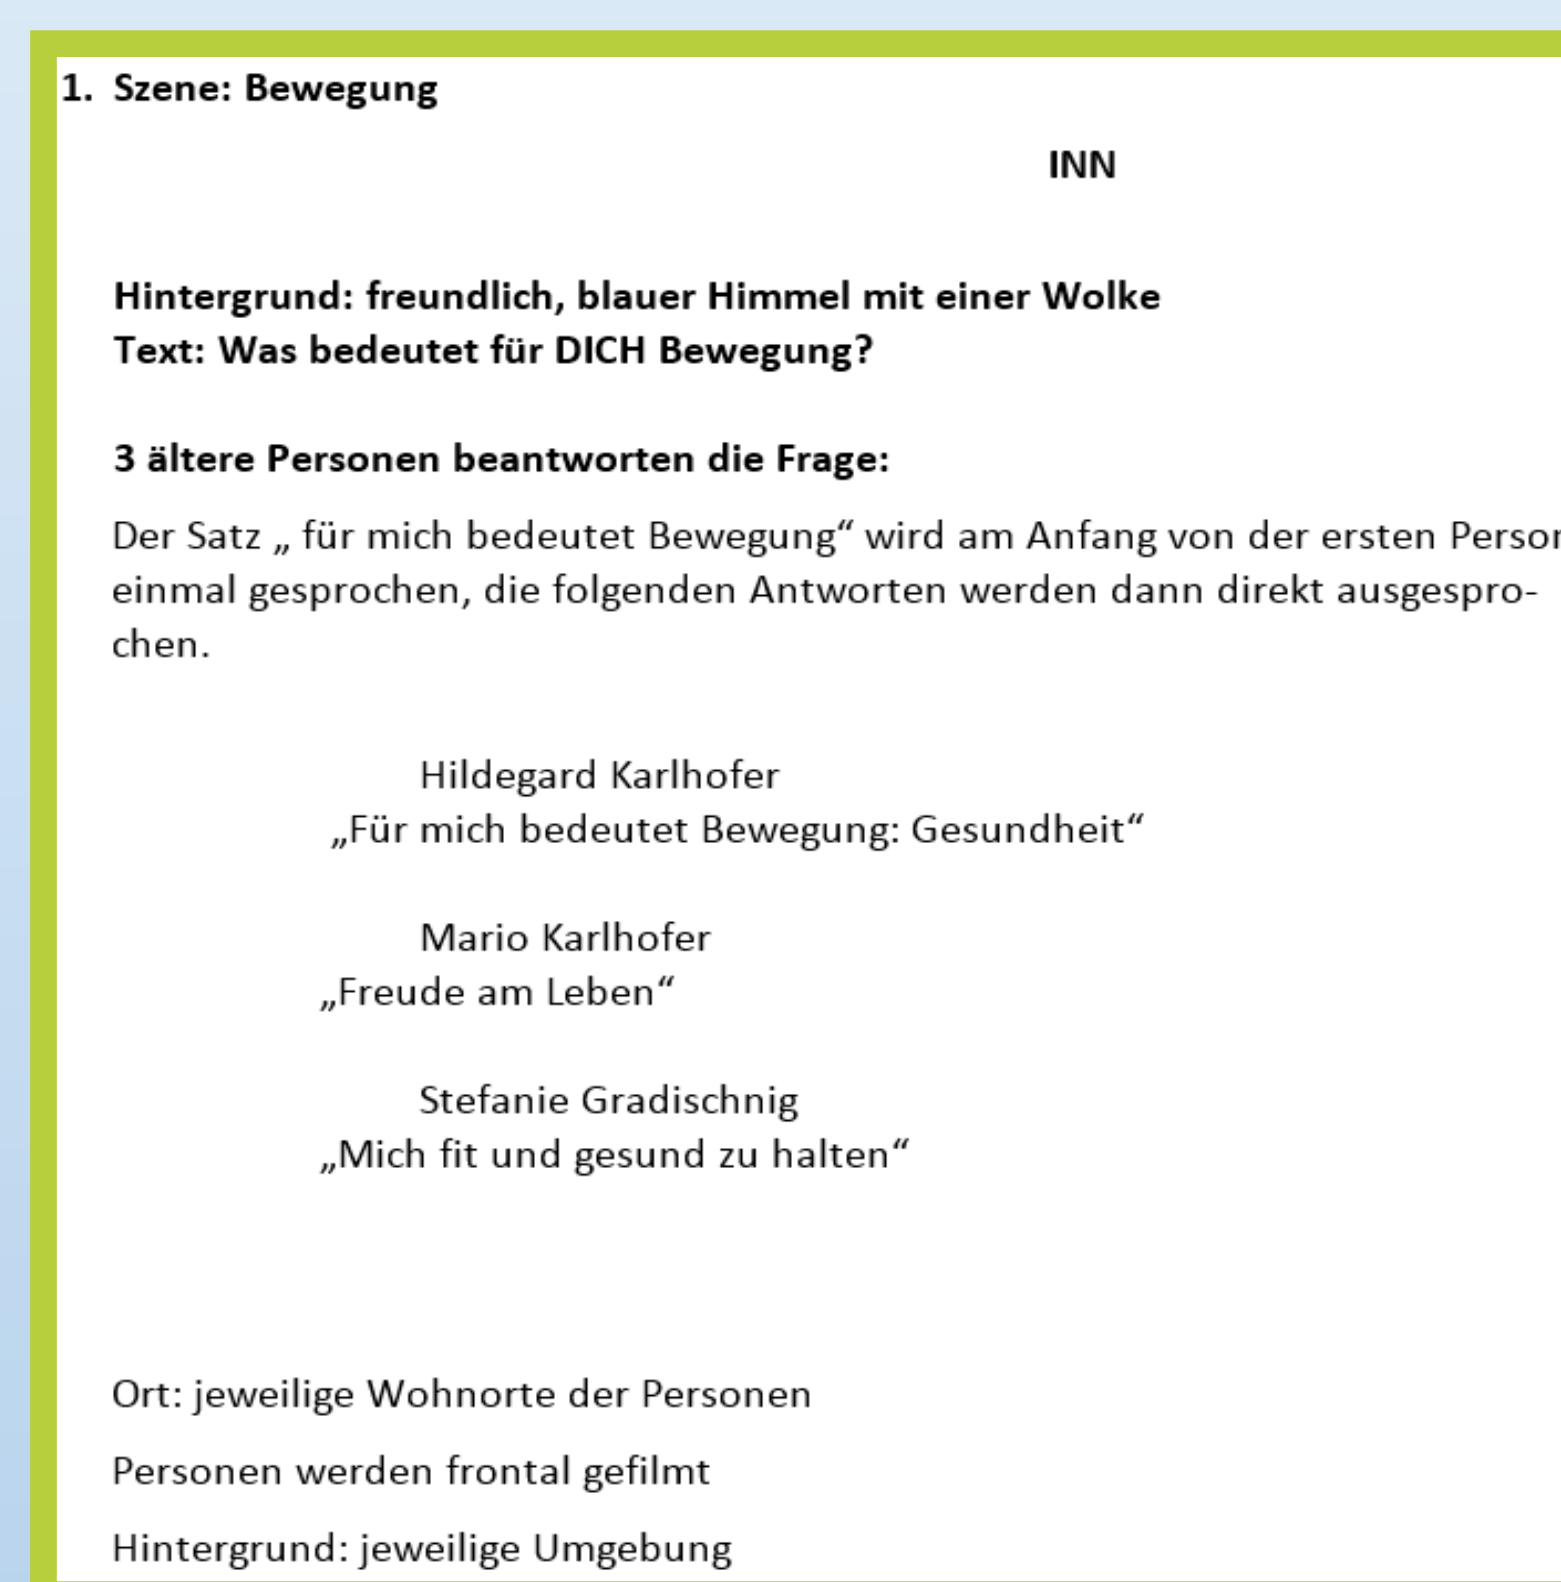 1. Szene: Bewegung
INN
Hintergrund: freundlich, blauer Himmel mit einer Wolke
Text: Was bedeutet für DICH Bewegung?
3 ältere Personen beantworten die Frage:
Der Satz „ für mich bedeutet Bewegung“ wird am Anfang von der ersten Person
einmal gesprochen, die folgenden Antworten werden dann direkt ausgespro-
chen.
Hildegard Karlhofer
„Für mich bedeutet Bewegung: Gesundheit“
Mario Karlhofer
„Freude am Leben“
Stefanie Gradischnig
„Mich fit und gesund zu halten“
Ort: jeweilige Wohnorte der Personen
Personen werden frontal gefilmt
Hintergrund: jeweilige Umgebung